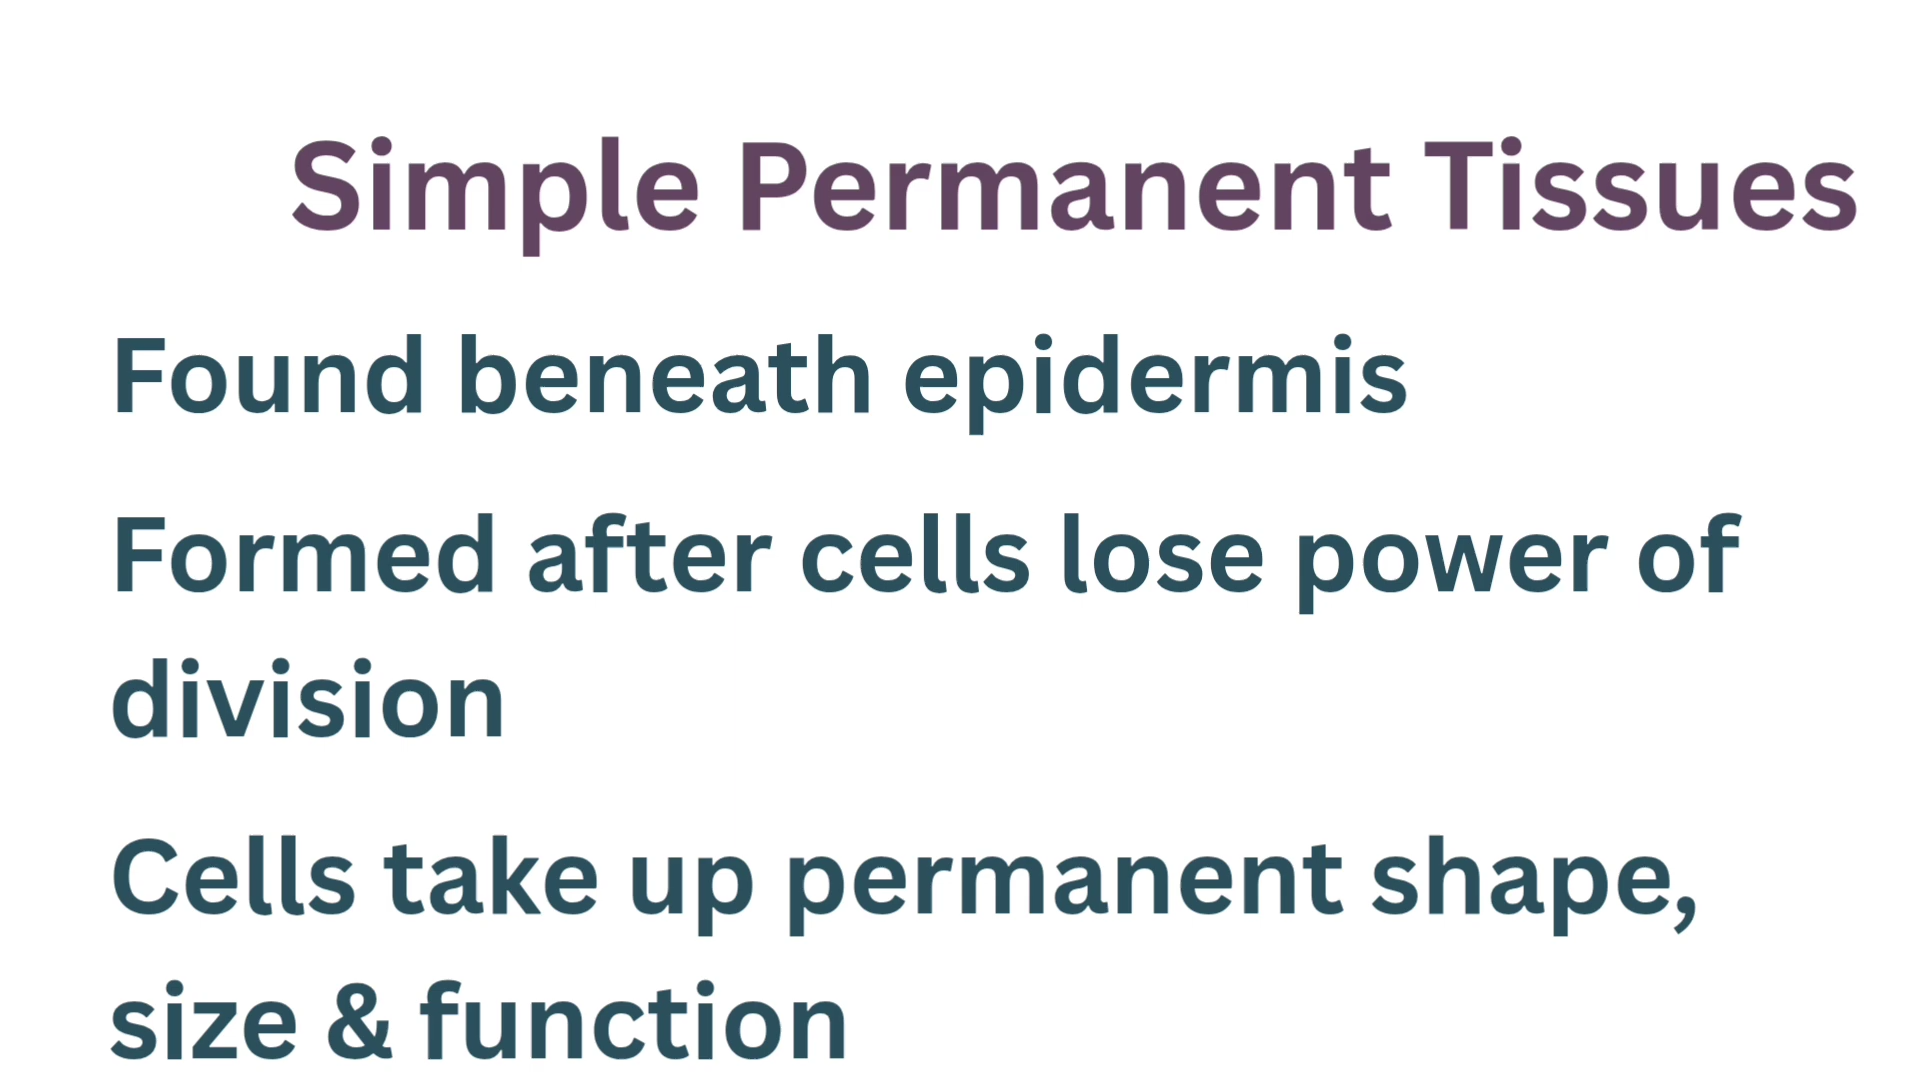 Simple Permanent Tissues
Found beneath epidermis
Formed after cells lose power of
division
Cells take up permanent shape,
size & function